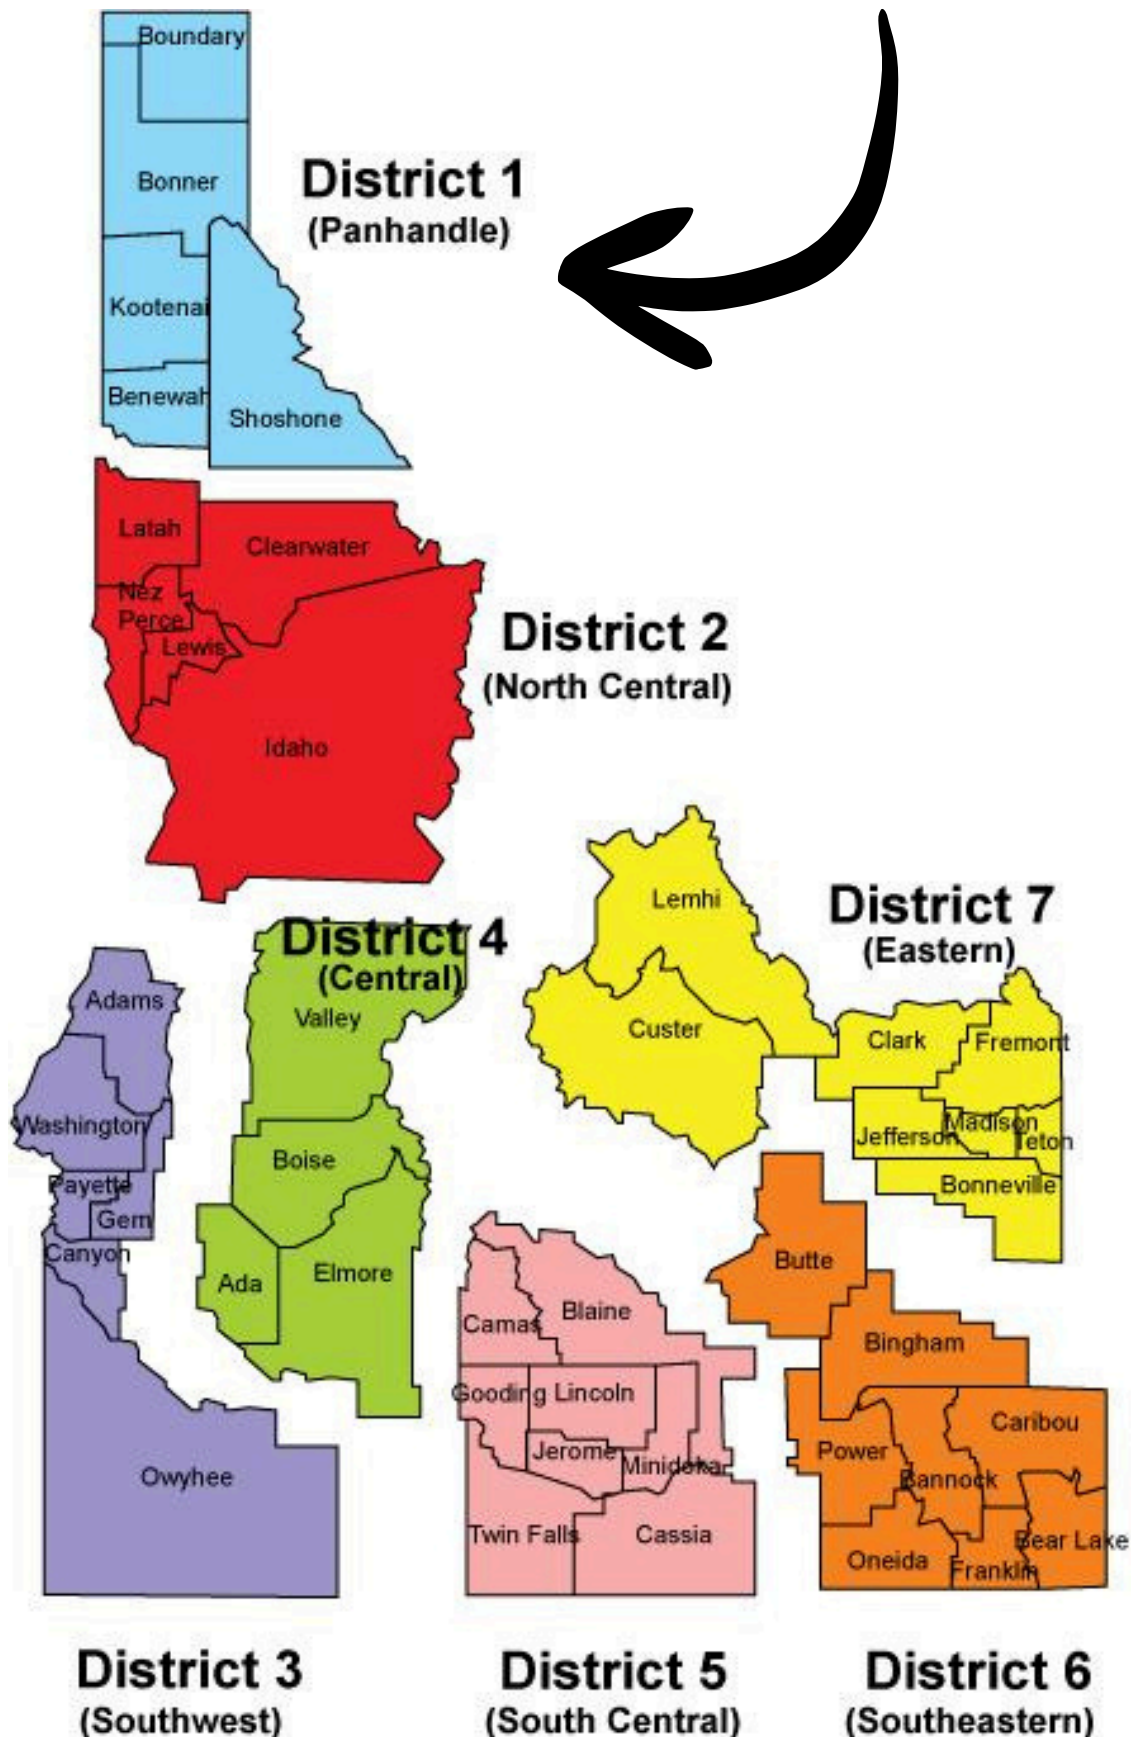 Boundary
Bonner
District 1
(Panhandle)
Kootenai
Benewah
Shoshone
Latah
Clearwater
Nez
Perce
Lewis
District 2
(North Central)
Idaho
Lemhi
District 7
(Eastern)
Custer
Clark
Fremont
Madison
Jefferson
Teton
Bonneville
District 4
(Central)
Valley
Boise
Ada
Elmore
Adams
Washington
Payette
Gem
Canyon
Owyhee
Blaine
Camas
Gooding
Lincoln
Jerome
Minidoka
Twin Falls
Cassia
Butte
Bingham
Caribou
Power
Bannock
Bear Lake
Oneida
Franklin
District 3
(Southwest)
District 5
(South Central)
District 6
(Southeastern)